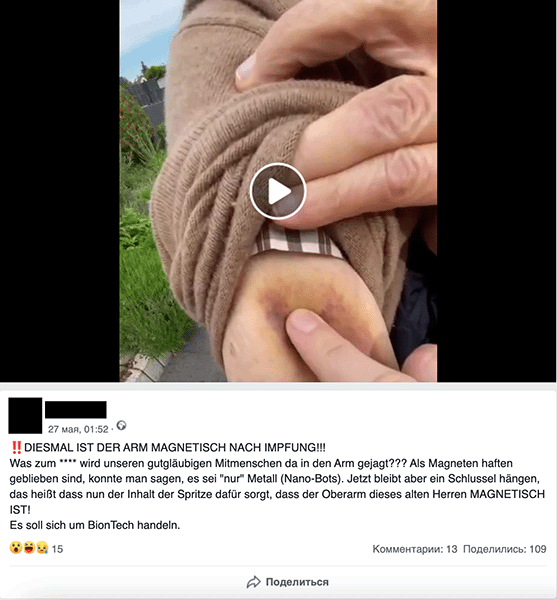 27 мая, 01:52 ·
‼️DIESMAL IST DER ARM MAGNETISCH NACH IMPFUNG!!!
Was zum **** wird unseren gutgläubigen Mitmenschen da in den Arm gejagt??? Als Magneten haften
geblieben sind, konnte man sagen, es sei "nur" Metall (Nano-Bots). Jetzt bleibt aber ein Schlussel hängen,
das heißt dass nun der Inhalt der Spritze dafür sorgt, dass der Oberarm dieses alten Herren MAGNETISCH
IST!
Es soll sich um BionTech handeln.
15 Комментарии: 13 Поделились: 109
Поделиться